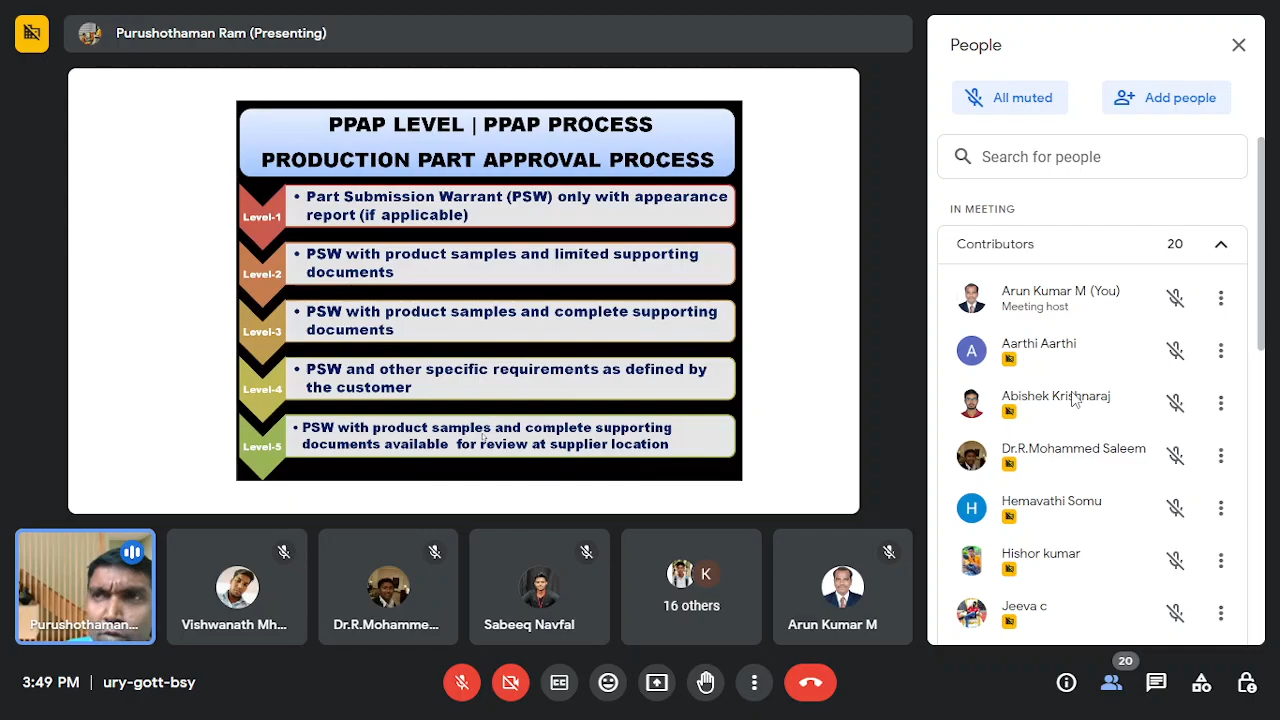 Purushothaman Ram (Presenting)
PPAP LEVEL | PPAP PROCESS
PRODUCTION PART APPROVAL PROCESS
Level-1
• Part Submission Warrant (PSW) only with appearance
report (if applicable)
Level-2
• PSW with product samples and limited supporting
documents
Level-3
• PSW with product samples and complete supporting
documents
Level-4
• PSW and other specific requirements as defined by
the customer
Level-5
• PSW with product samples and complete supporting
documents available for review at supplier location
Purushothaman...
Vishwanath Mh...
Dr.R.Mohamme...
Sabeeq Navfal
K
16 others
Arun Kumar M
3:49 PM | ury-gott-bsy
People
All muted
Add people
Search for people
IN MEETING
Contributors 20
Arun Kumar M (You)
Meeting host
A
Aarthi Aarthi
Abishek Krishnaraj
Dr.R.Mohammed Saleem
H
Hemavathi Somu
Hishor kumar
Jeeva c
20